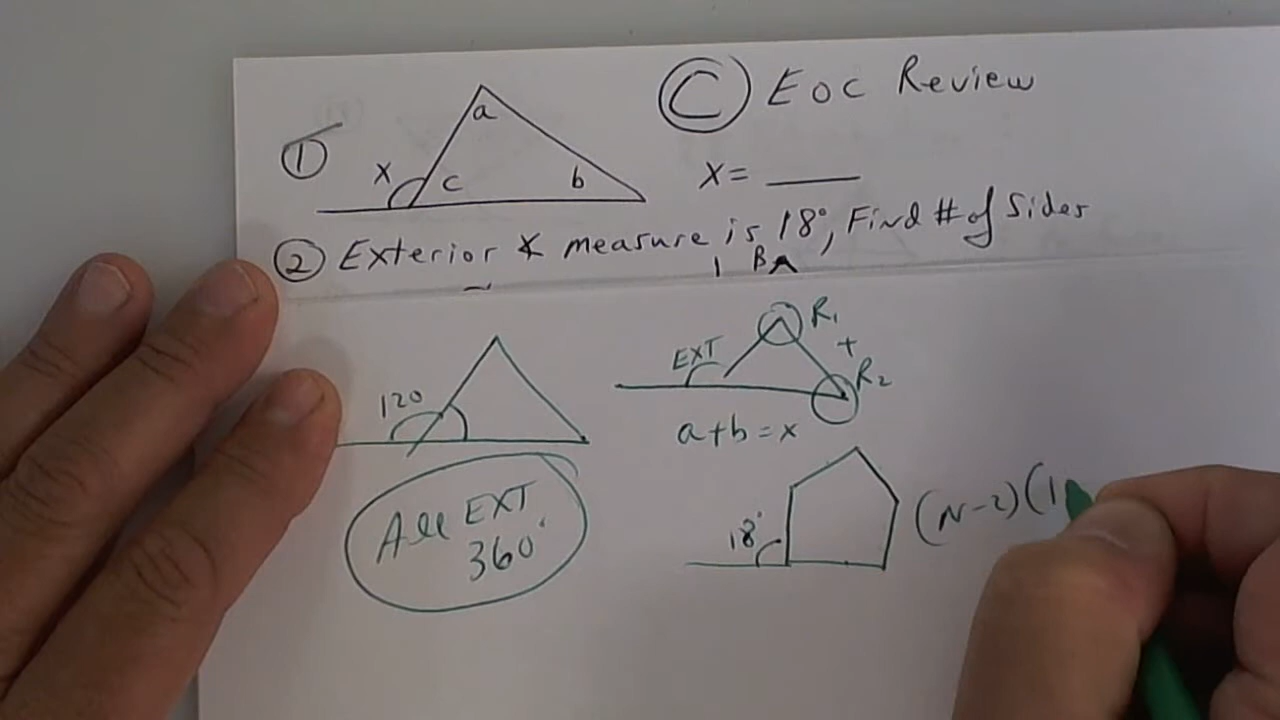 C EOC Review
1
a
x c b x= ____
2 Exterior ∡ measure is 18°, Find # of Sides
EXT R1
+
R2
120
a+b=x
All EXT
360°
18°
(N-2)(1